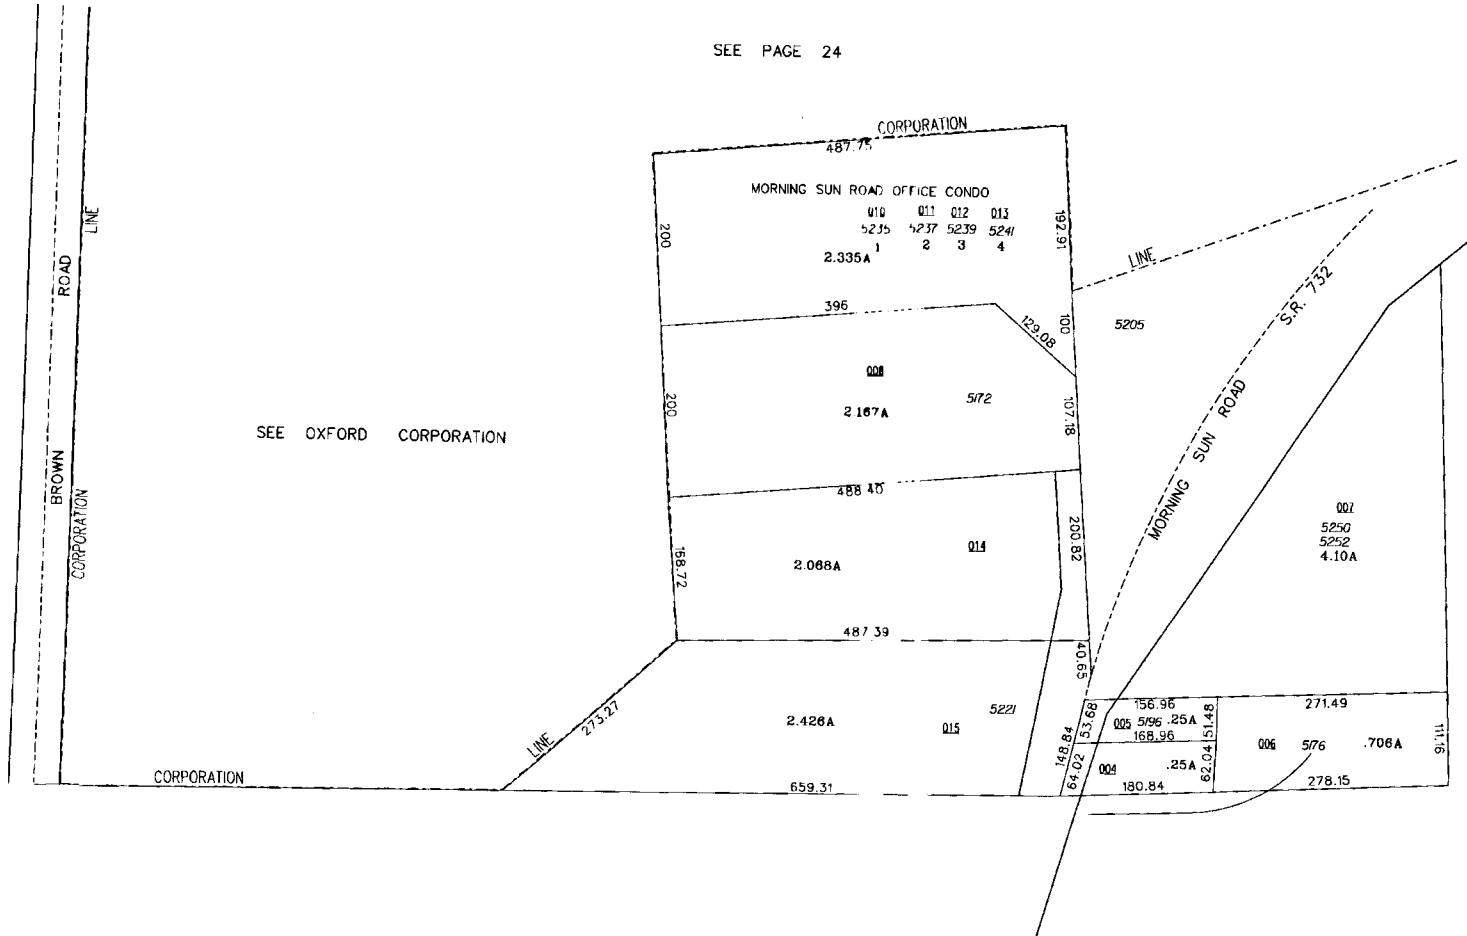 SEE PAGE 24
CORPORATION
487.75
MORNING SUN ROAD OFFICE CONDO
010 011 012 013
5235 5237 5239 5241
1 2 3 4
2.335A
200
192.91
LINE
ROAD
LINE
S.R. 732
396
129.08
100
5205
008
5172
2.167A
200
107.18
MORNING SUN ROAD
SEE OXFORD CORPORATION
BROWN
CORPORATION
488.40
007
5250
5252
4.10A
014
2.068A
158.72
200.82
487.39
40.65
273.27
LINE
2.426A
015
5221
148.84
53.68
156.96
005 5196 .25A
168.96
51.48
271.49
006 5176 .706A
111.16
64.02
004 .25A
62.04
180.84
278.15
CORPORATION
659.31